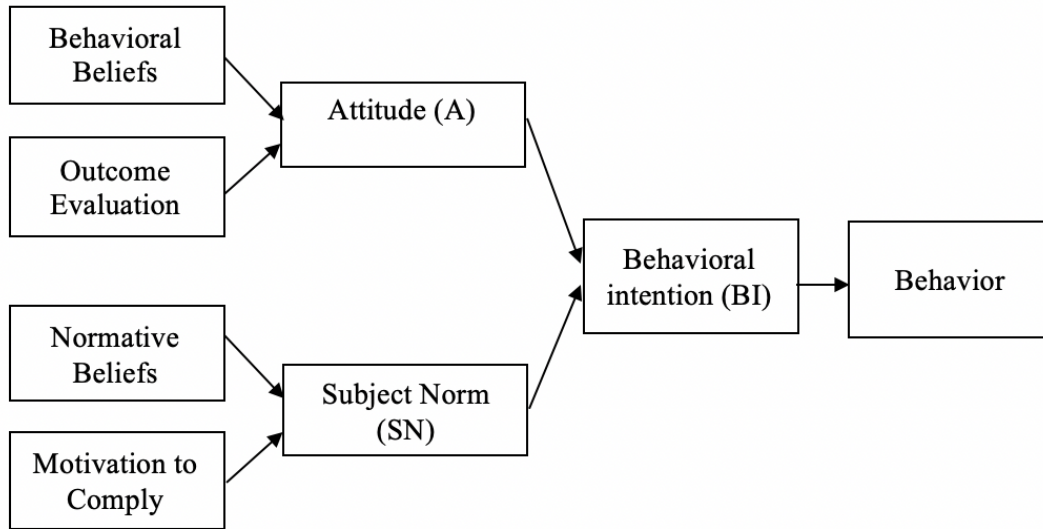 Behavioral
Beliefs
Outcome
Evaluation
Attitude (A)
Normative
Beliefs
Motivation to
Comply
Subject Norm
(SN)
Behavioral
intention (BI)
Behavior